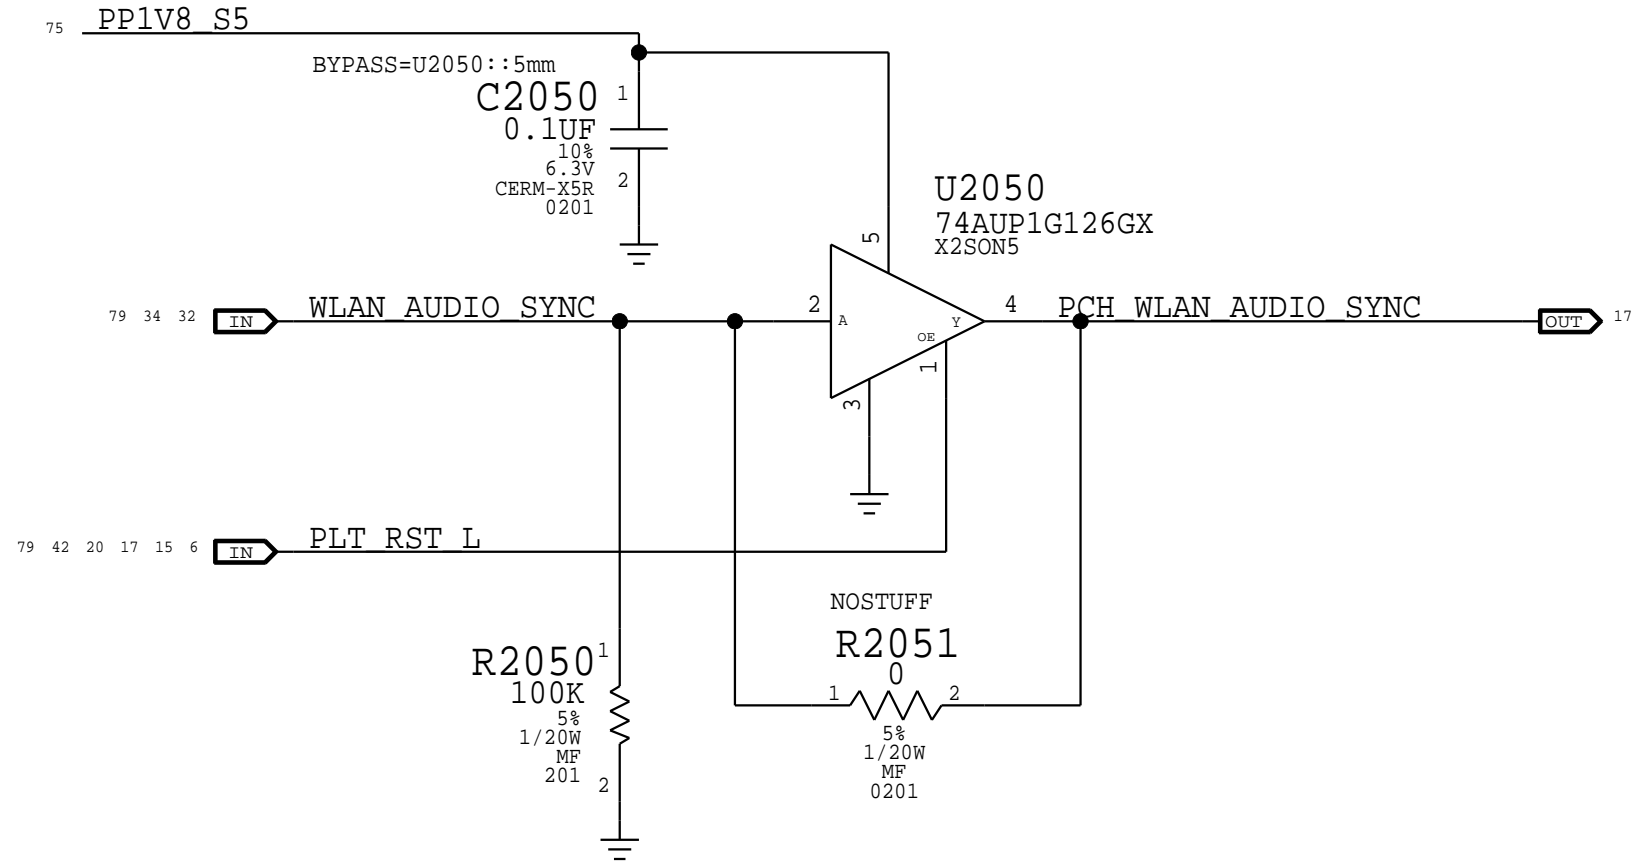 75 PP1V8_S5
BYPASS=U2050::5mm
C2050 1
0.1UF
10%
6.3V
CERM-X5R 2
0201
U2050
74AUP1G126GX
X2SON5
5
79 34 32 IN WLAN_AUDIO_SYNC 2 A Y 4 PCH_WLAN_AUDIO_SYNC OUT 17
OE
1
3
79 42 20 17 15 6 IN PLT_RST_L
NOSTUFF
R2051
0
1 2
5%
1/20W
MF
0201
R2050 1
100K
5%
1/20W
MF
201
2